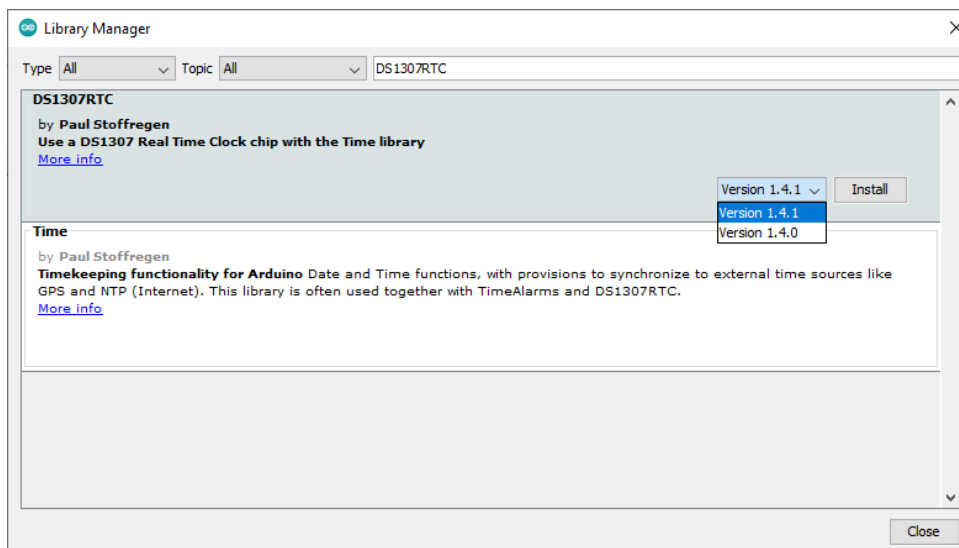 Library Manager
Type All Topic All DS1307RTC
DS1307RTC
by Paul Stoffregen
Use a DS1307 Real Time Clock chip with the Time library
More info
Version 1.4.1 Install
Version 1.4.1
Version 1.4.0
Time
by Paul Stoffregen
Timekeeping functionality for Arduino Date and Time functions, with provisions to synchronize to external time sources like
GPS and NTP (Internet). This library is often used together with TimeAlarms and DS1307RTC.
More info
Close